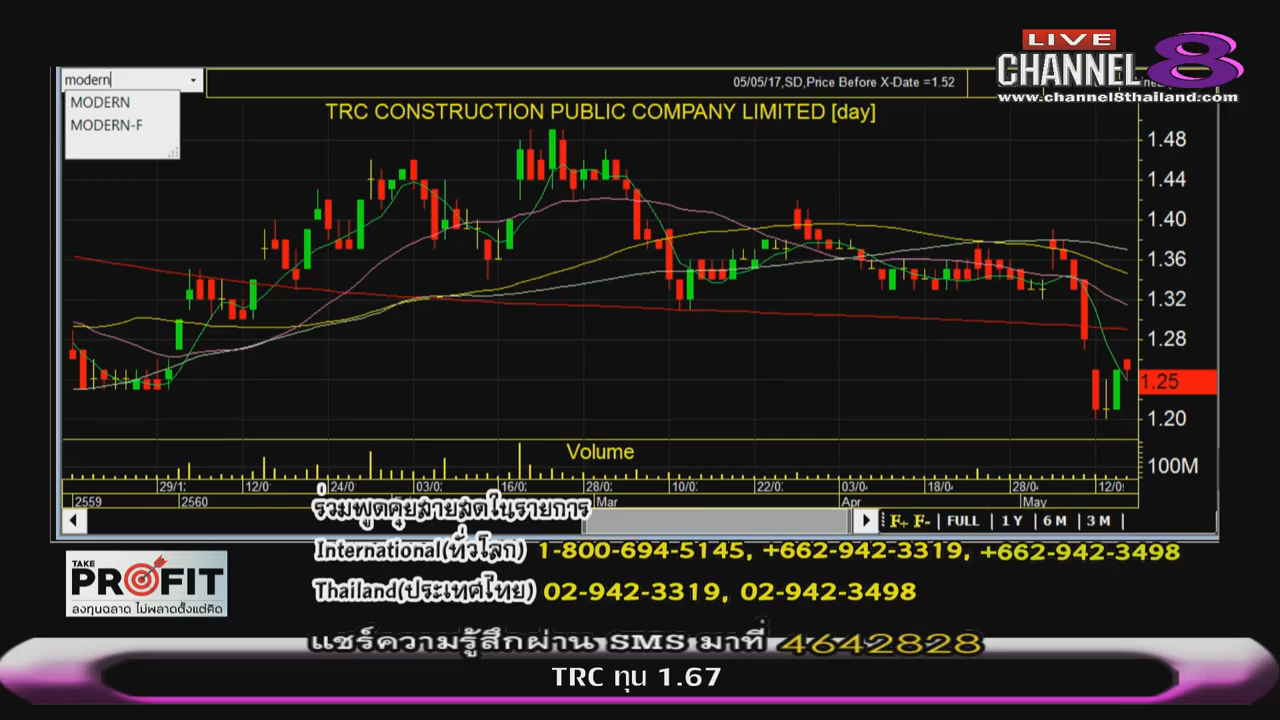 LIVE
CHANNEL 8
www.channel8thailand.com
modern
MODERN
MODERN-F
05/05/17,SD,Price Before X-Date =1.52
TRC CONSTRUCTION PUBLIC COMPANY LIMITED [day]
1.48
1.44
1.40
1.36
1.32
1.28
1.25
1.20
Volume
100M
29/1: 12/0 24/0 03/0: 16/0: 28/0: 10/0: 22/0: 03/0 18/0 28/0 12/0
2559 2560 Mar Apr May
F+ F- FULL 1 Y 6 M 3 M
ร่วมพูดคุยสายสดในรายการ
International(ทั่วโลก) 1-800-694-5145, +662-942-3319, +662-942-3498
Thailand(ประเทศไทย) 02-942-3319, 02-942-3498
TAKE
PROFIT
ลงทุนฉลาด ไม่พลาดตั้งแต่คิด
แชร์ความรู้สึกผ่าน SMS มาที่ 4642828
TRC ทุน 1.67